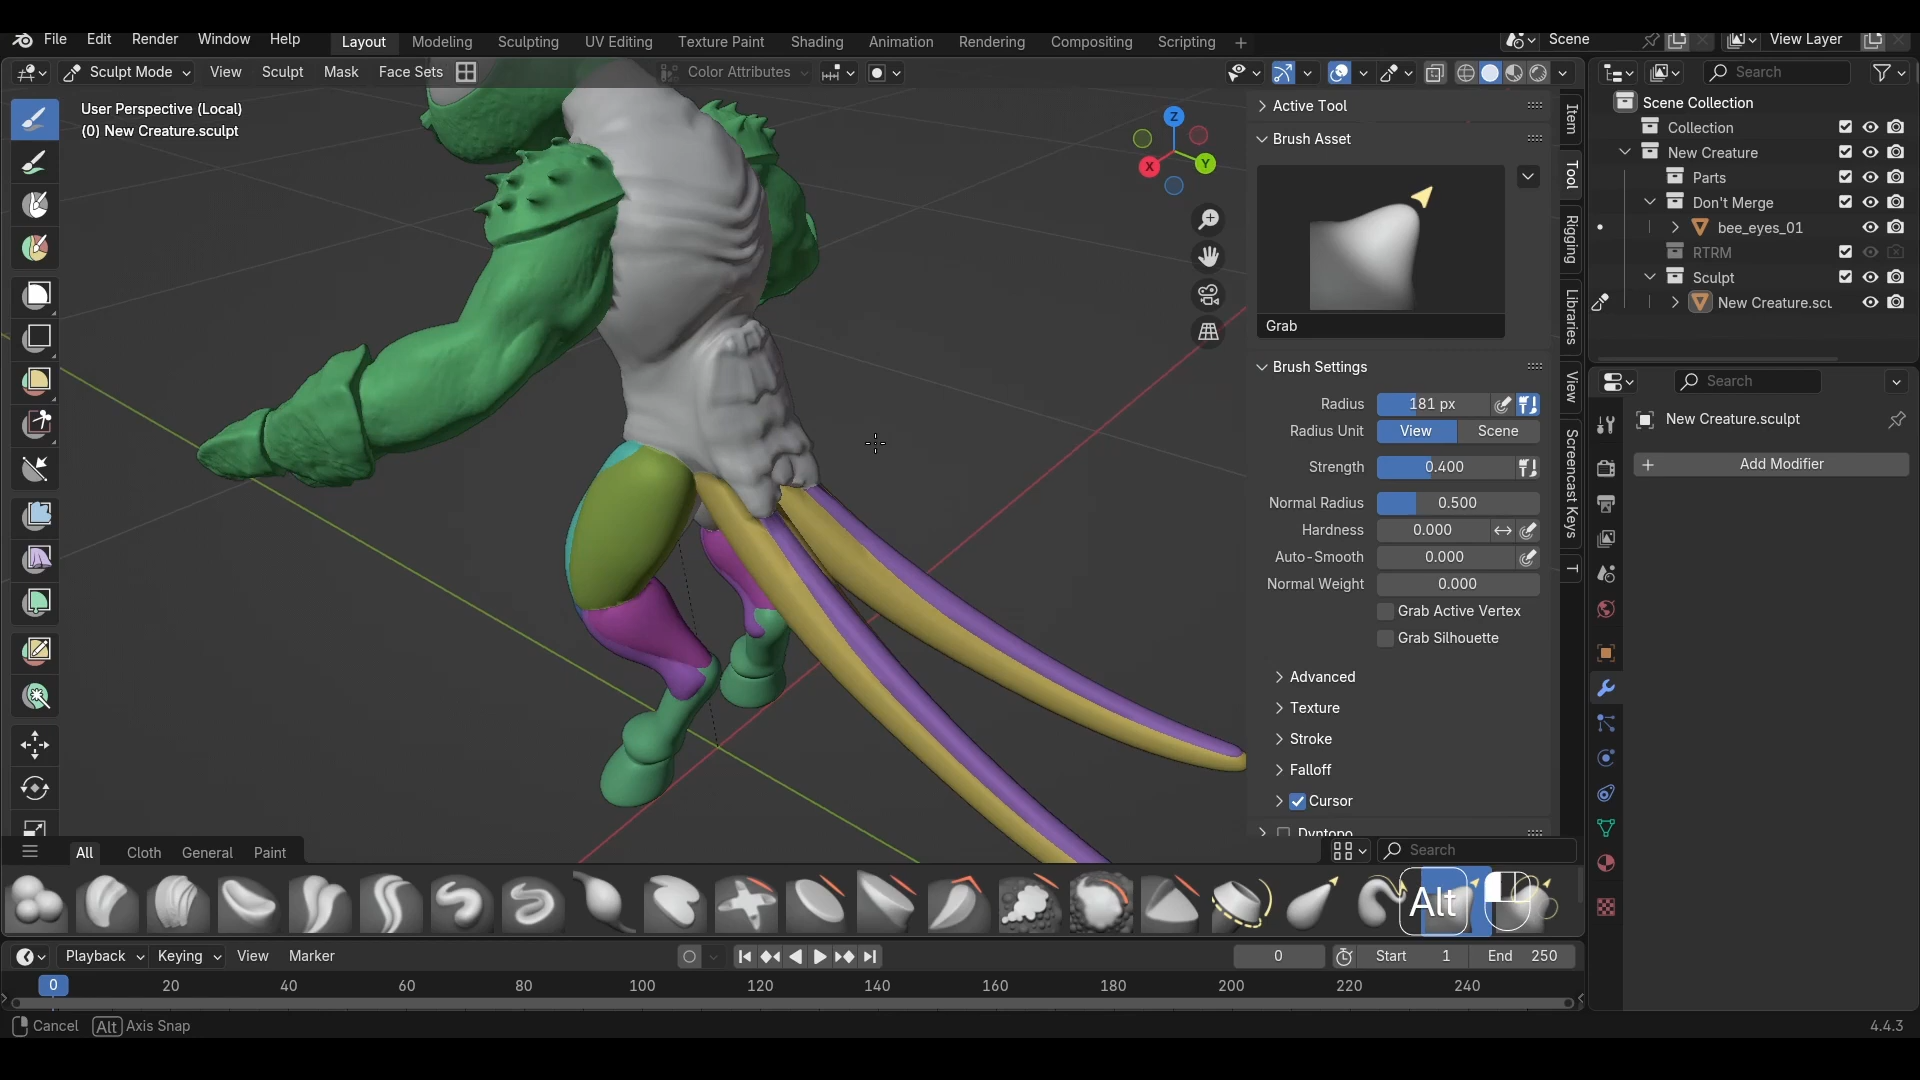 File Edit Render Window Help Layout Modeling Sculpting UV Editing Texture Paint Shading Animation Rendering Compositing Scripting + Scene View Layer
Sculpt Mode View Sculpt Mask Face Sets Color Attributes Search
User Perspective (Local)
(0) New Creature.sculpt
Z
Y
X
Active Tool
Brush Asset
Grab
Brush Settings
Radius 181 px
Radius Unit View Scene
Strength 0.400
Normal Radius 0.500
Hardness 0.000
Auto-Smooth 0.000
Normal Weight 0.000
Grab Active Vertex
Grab Silhouette
Advanced
Texture
Stroke
Falloff
Cursor
Dyntopo
Item
Tool
Rigging
Libraries
View
Screencast Keys
T
Scene Collection
Collection
New Creature
Parts
Don't Merge
bee_eyes_01
RTRM
Sculpt
New Creature.scu
Search
New Creature.sculpt
+ Add Modifier
All Cloth General Paint Search
Alt
Playback Keying View Marker 0 Start 1 End 250
0 20 40 60 80 100 120 140 160 180 200 220 240
Cancel Alt Axis Snap 4.4.3